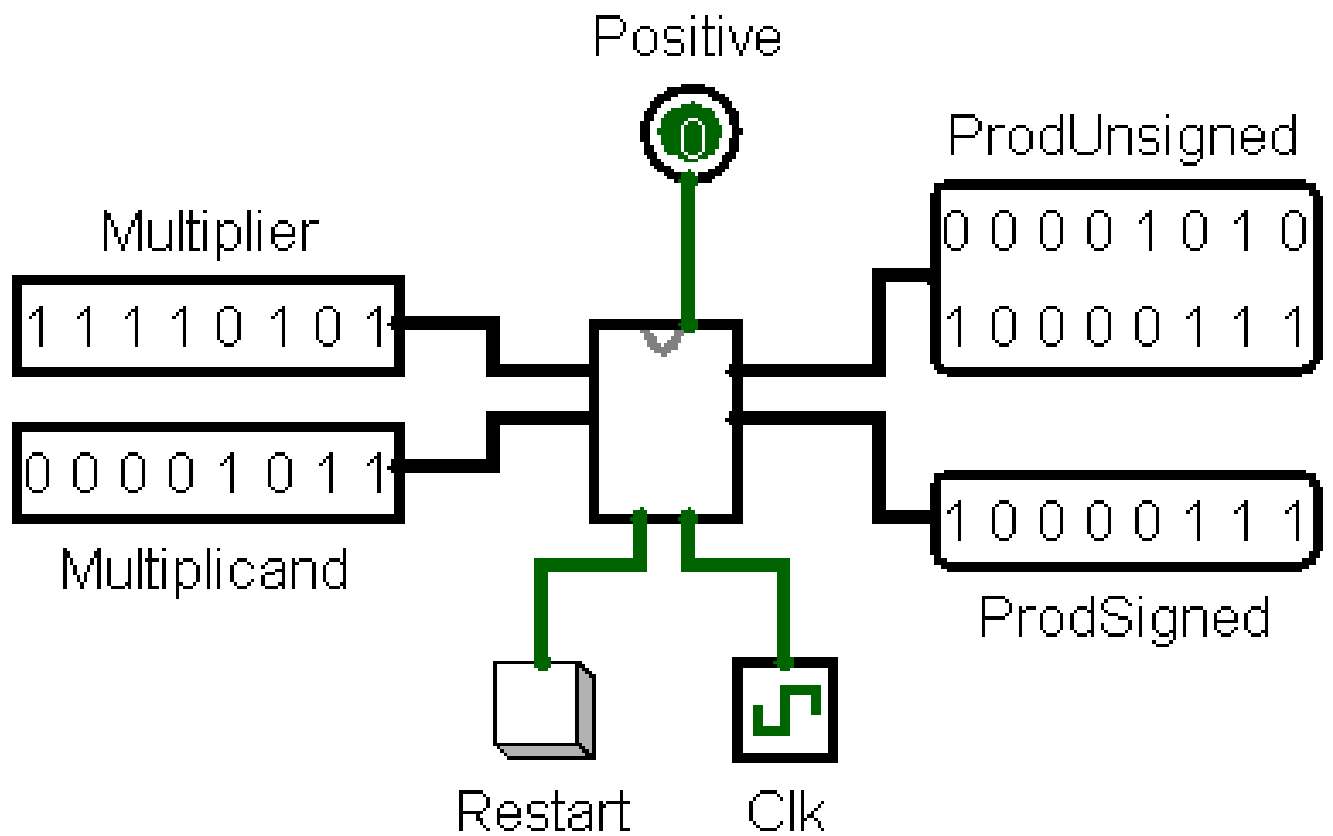 Positive
0
ProdUnsigned
0 0 0 0 1 0 1 0
1 0 0 0 0 1 1 1
Multiplier
1 1 1 1 0 1 0 1
0 0 0 0 1 0 1 1
Multiplicand
1 0 0 0 0 1 1 1
ProdSigned
Restart
Clk